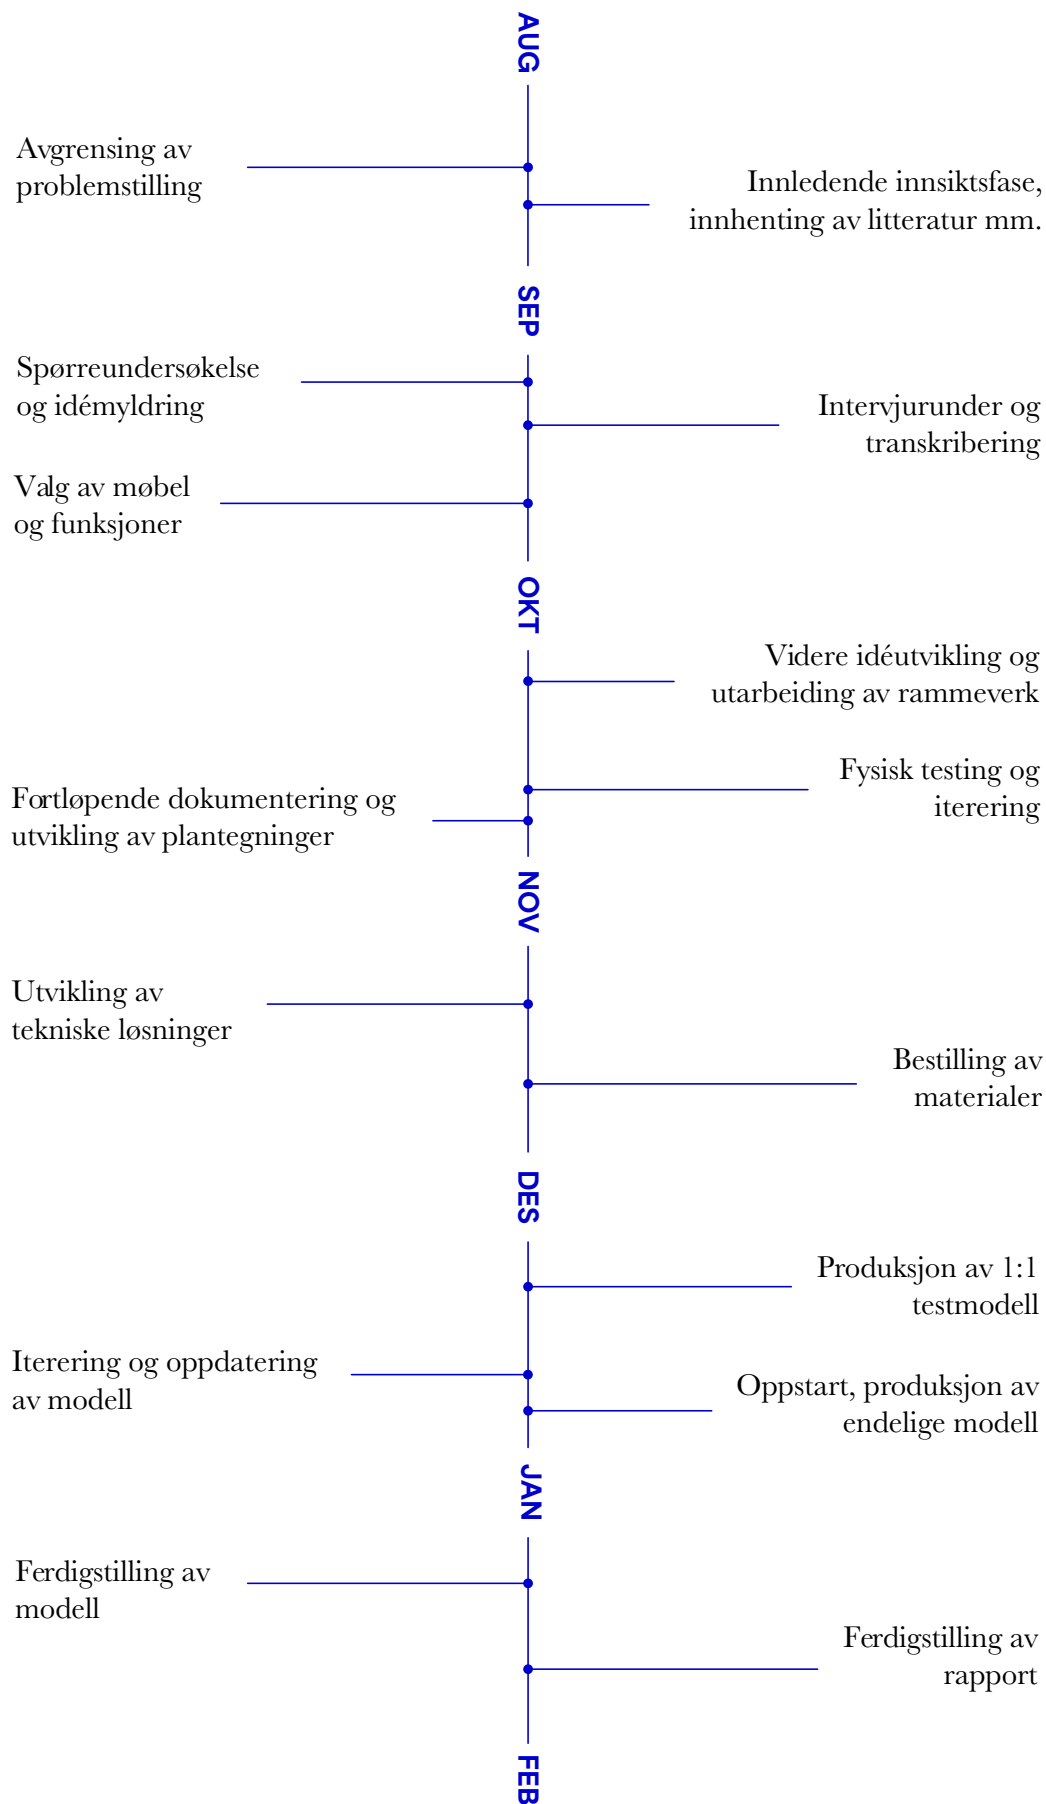 AUG
Avgrensing av
problemstilling
Innledende innsiktsfase,
innhenting av litteratur mm.
SEP
Spørreundersøkelse
og idémyldring
Intervjurunder og
transkribering
Valg av møbel
og funksjoner
OKT
Videre idéutvikling og
utarbeiding av rammeverk
Fysisk testing og
iterering
Fortløpende dokumentering og
utvikling av plantegninger
NOV
Utvikling av
tekniske løsninger
Bestilling av
materialer
DES
Produksjon av 1:1
testmodell
Iterering og oppdatering
av modell
Oppstart, produksjon av
endelige modell
JAN
Ferdigstilling av
modell
Ferdigstilling av
rapport
FEB